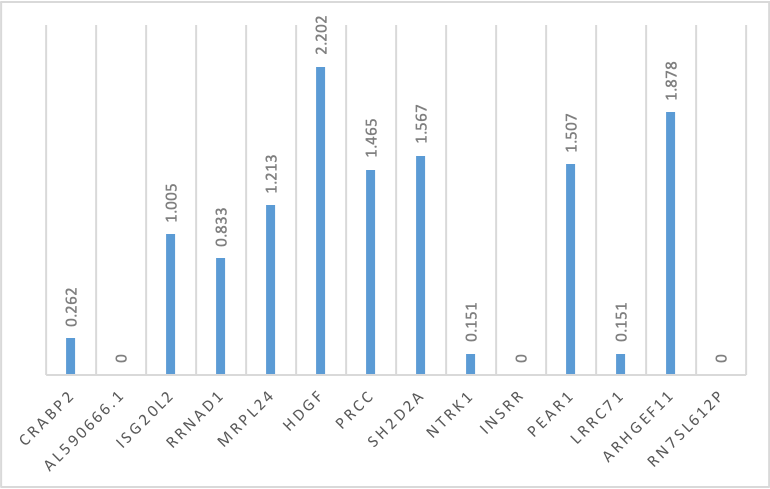 0.262
0
1.005
0.833
1.213
2.202
1.465
1.567
0.151
0
1.507
0.151
1.878
0
CRABP2
AL590666.1
ISG20L2
RRNAD1
MRPL24
HDGF
PRCC
SH2D2A
NTRK1
INSRR
PEAR1
LRRC71
ARHGEF11
RN7SL612P